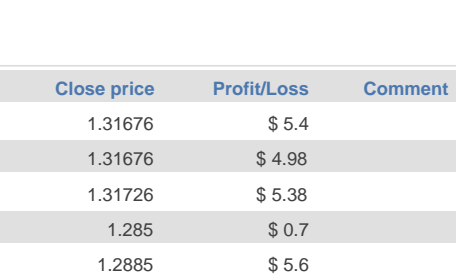 Close price Profit/Loss Comment
1.31676 $ 5.4
1.31676 $ 4.98
1.31726 $ 5.38
1.285 $ 0.7
1.2885 $ 5.6